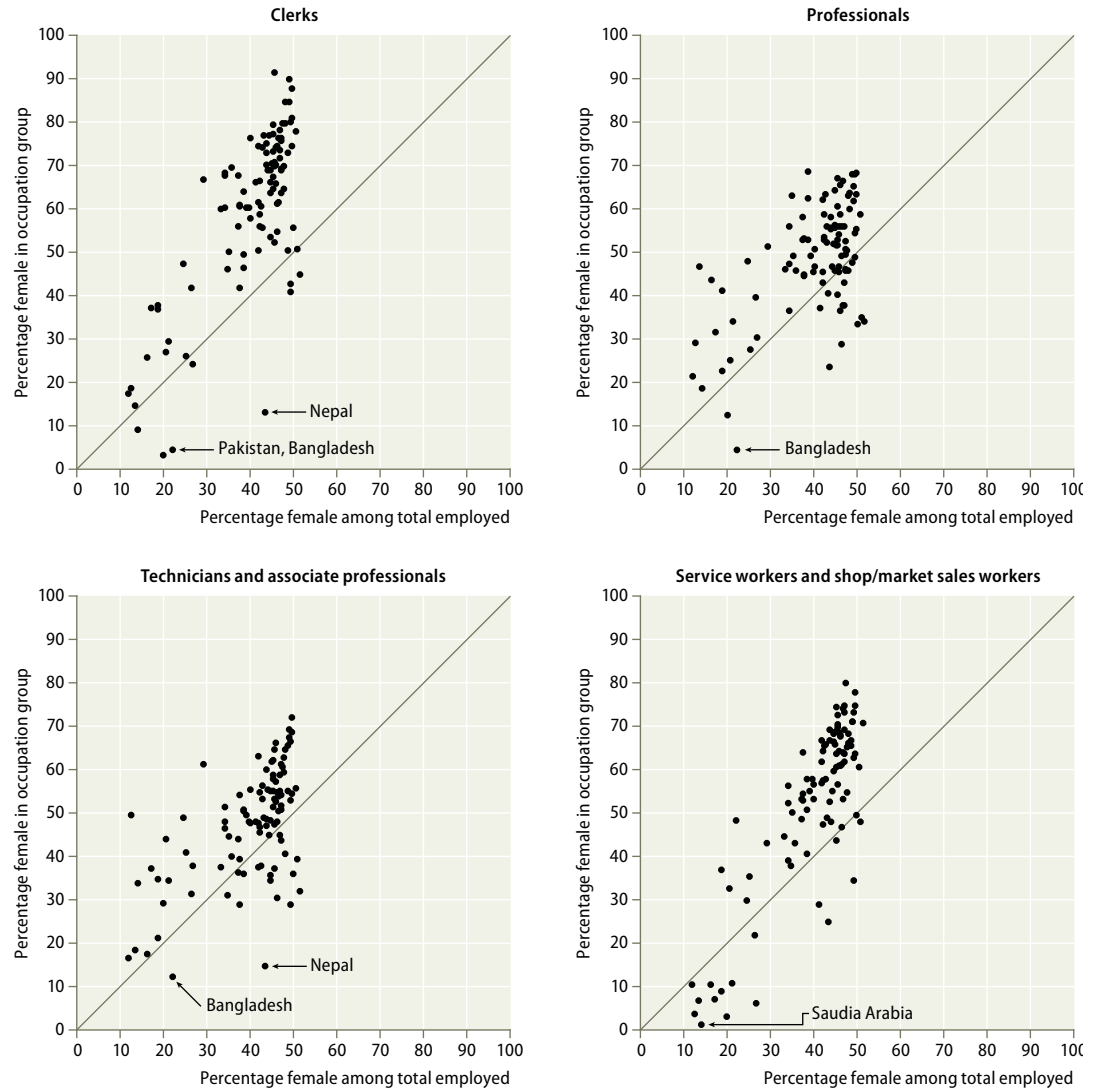 Clerks
Percentage female in occupation group
100
90
80
70
60
50
40
30
20
10
0
Nepal
Pakistan, Bangladesh
0 10 20 30 40 50 60 70 80 90 100
Percentage female among total employed
Professionals
Percentage female in occupation group
100
90
80
70
60
50
40
30
20
10
0
Bangladesh
0 10 20 30 40 50 60 70 80 90 100
Percentage female among total employed
Technicians and associate professionals
Percentage female in occupation group
100
90
80
70
60
50
40
30
20
10
0
Nepal
Bangladesh
0 10 20 30 40 50 60 70 80 90 100
Percentage female among total employed
Service workers and shop/market sales workers
Percentage female in occupation group
100
90
80
70
60
50
40
30
20
10
0
Saudia Arabia
0 10 20 30 40 50 60 70 80 90 100
Percentage female among total employed